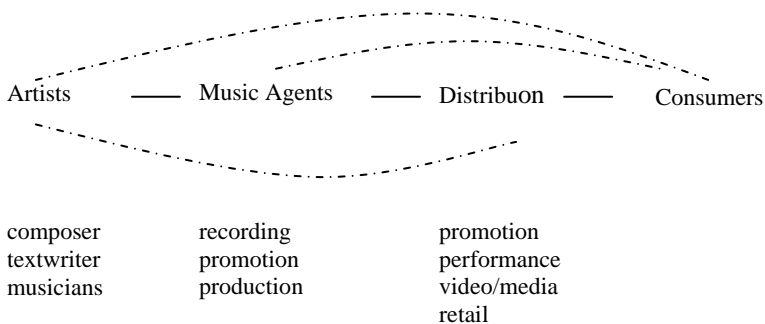 Artists Music Agents Distribuon Consumers
composer recording promotion
textwriter promotion performance
musicians production video/media
retail